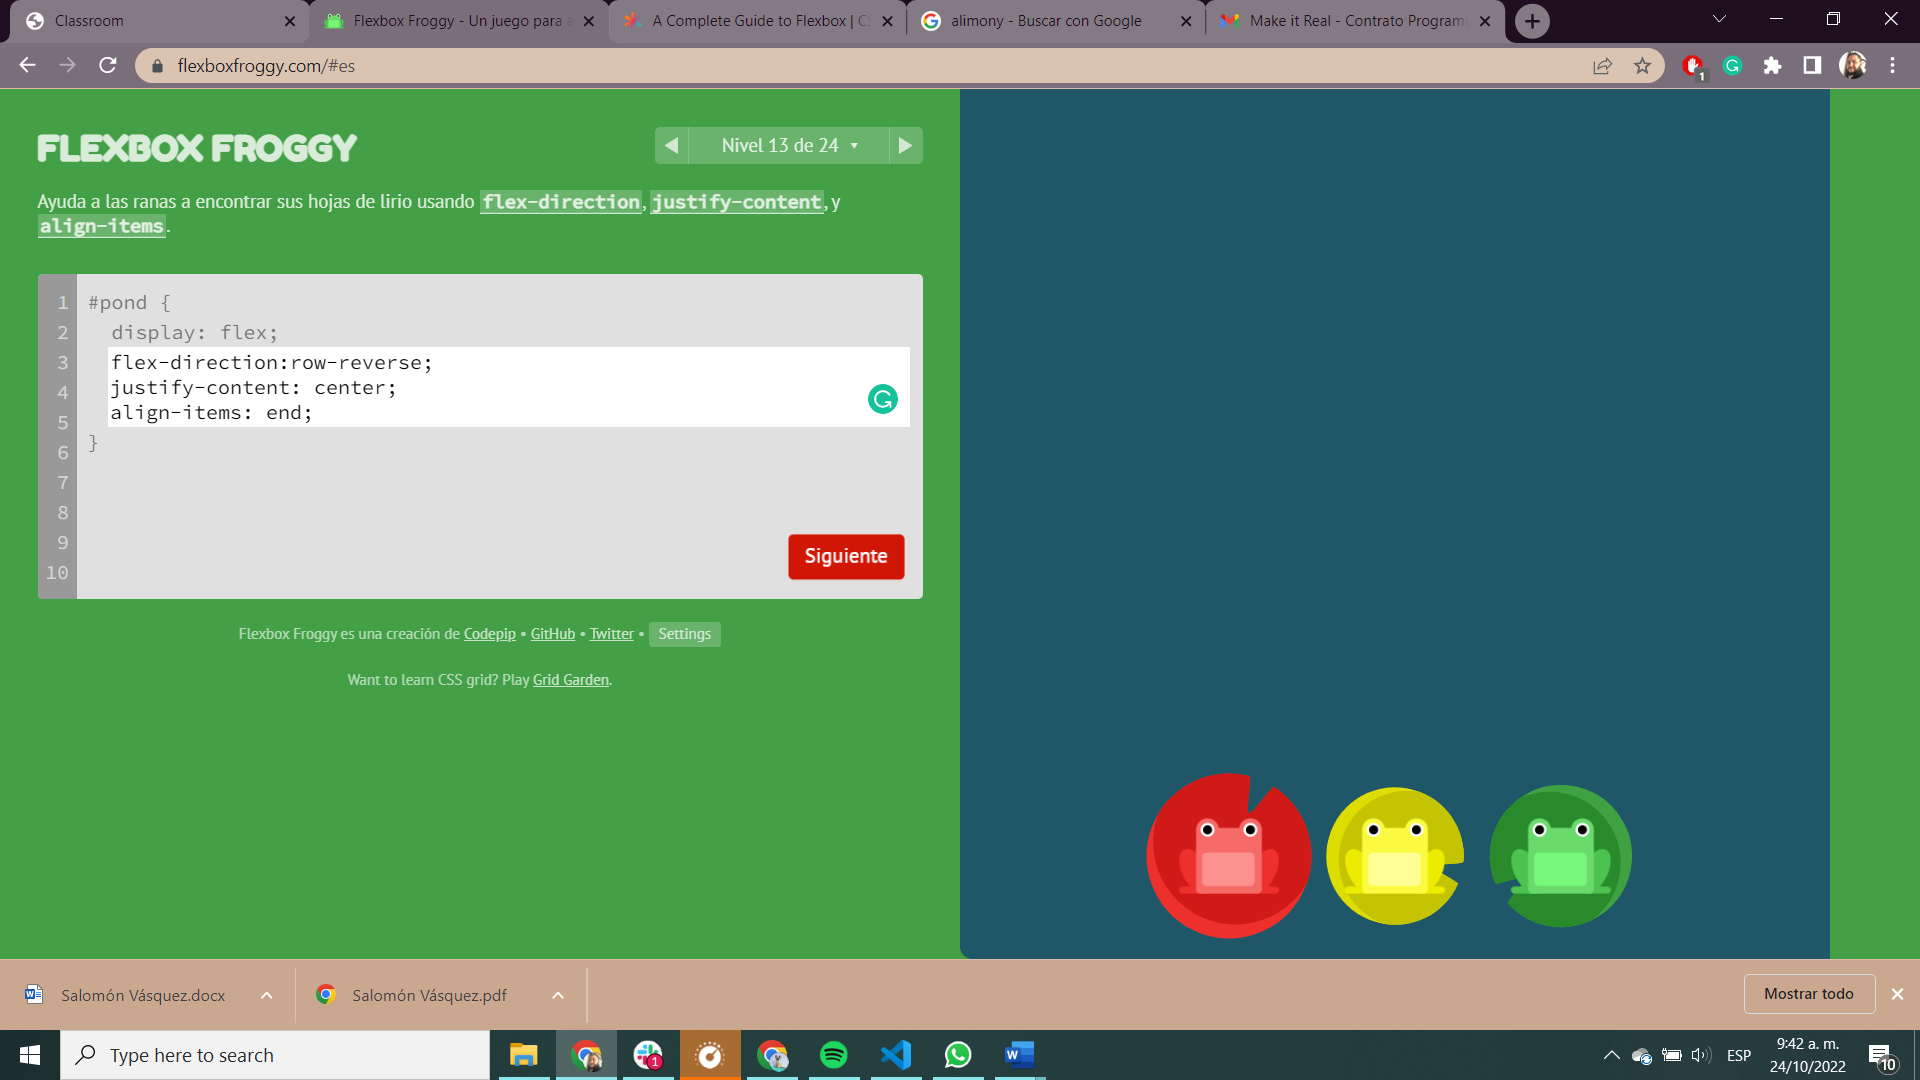 Classroom
Flexbox Froggy - Un juego para a
A Complete Guide to Flexbox | CS
alimony - Buscar con Google
Make it Real - Contrato Program
flexboxfroggy.com/#es
1
FLEXBOX FROGGY
Nivel 13 de 24
Ayuda a las ranas a encontrar sus hojas de lirio usando flex-direction, justify-content, y
align-items.
1 #pond {
2 display: flex;
3 flex-direction:row-reverse;
4 justify-content: center;
5 align-items: end;
6 }
7
8
9
10
Siguiente
Flexbox Froggy es una creación de Codepip • GitHub • Twitter • Settings
Want to learn CSS grid? Play Grid Garden.
Salomón Vásquez.docx
Salomón Vásquez.pdf
Mostrar todo
Type here to search
1
ESP
9:42 a. m.
24/10/2022
10